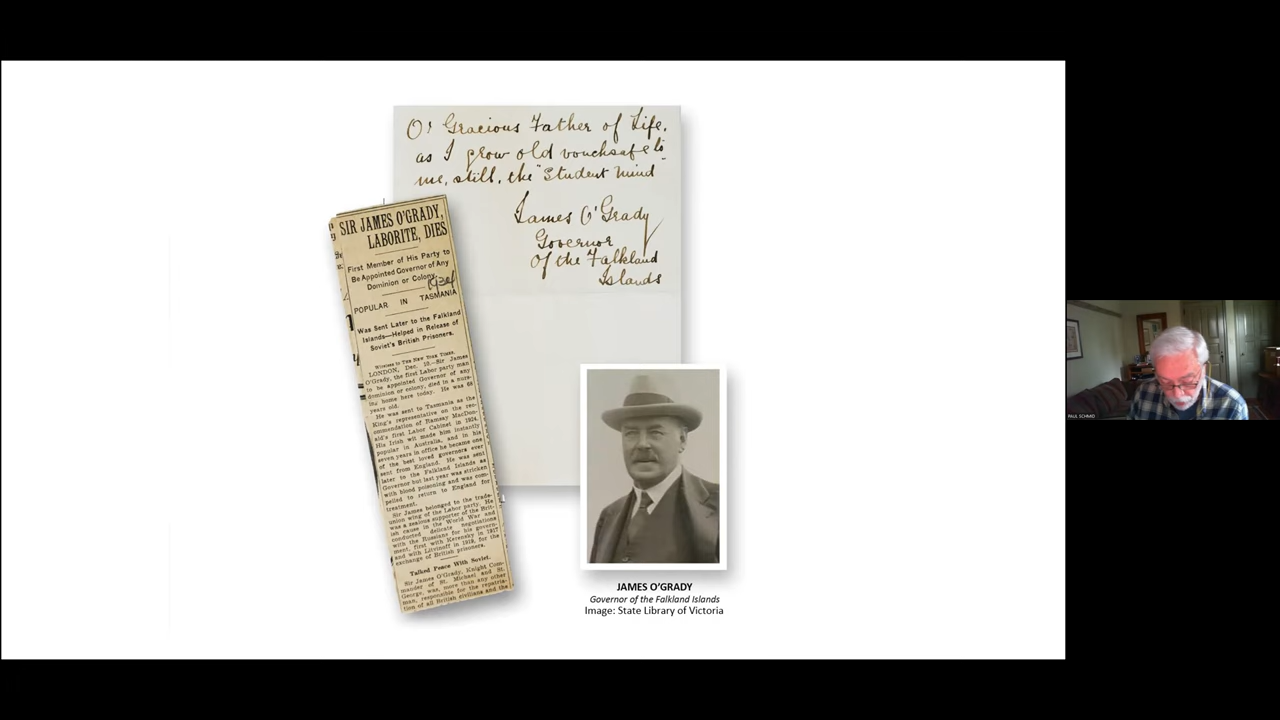 O! Gracious Father of Life,
as I grow old vouchsafe to
me, still, the "Student Mind"
James O'Grady
Governor
Of the Falkland
Islands
SIR JAMES O'GRADY,
LABORITE, DIES
First Member of His Party to
Be Appointed Governor of Any
Dominion or Colony.
POPULAR IN TASMANIA
Was Sent Later to the Falkland
Islands—Helped in Release of
Soviet's British Prisoners.
Wireless to THE NEW YORK TIMES.
LONDON, Dec. 10.—Sir James
O'Grady, the first Labor party man
to be appointed Governor of any
dominion or colony, died in a nurs-
ing home here today. He was 68
years old.
He was sent to Tasmania as the
King's representative on the rec-
ommendation of Ramsay MacDon-
ald's first Labor Cabinet in 1924.
His Irish wit made him instantly
popular in Australia, and in his
seven years in office he became one
of the best loved governors ever
sent from England. He was sent
later to the Falkland Islands as
Governor but last year was stricken
with blood poisoning and was com-
pelled to return to England for
treatment.
Sir James belonged to the trade-
union wing of the Labor party. He
was a zealous supporter of the Brit-
ish cause in the World War and
conducted delicate negotiations
with the Russians for his govern-
ment, first with Kerensky in 1917
and with Litvinoff in 1919, for the
exchange of British prisoners.
Talked Peace With Soviet.
Sir James O'Grady, Knight Com-
mander of St. Michael and St.
George, was, more than any other
man, responsible for the repatria-
tion of all British civilians and the
JAMES O'GRADY
Governor of the Falkland Islands
Image: State Library of Victoria
PAUL SCHMID